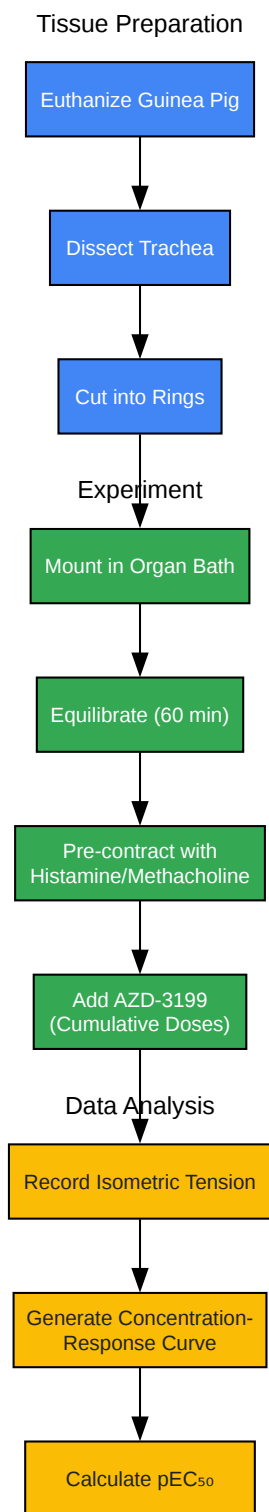 Tissue Preparation
Euthanize Guinea Pig
Dissect Trachea
Cut into Rings
Experiment
Mount in Organ Bath
Equilibrate (60 min)
Pre-contract with
Histamine/Methacholine
Add AZD-3199
(Cumulative Doses)
Data Analysis
Record Isometric Tension
Generate Concentration-
Response Curve
Calculate pEC₅₀